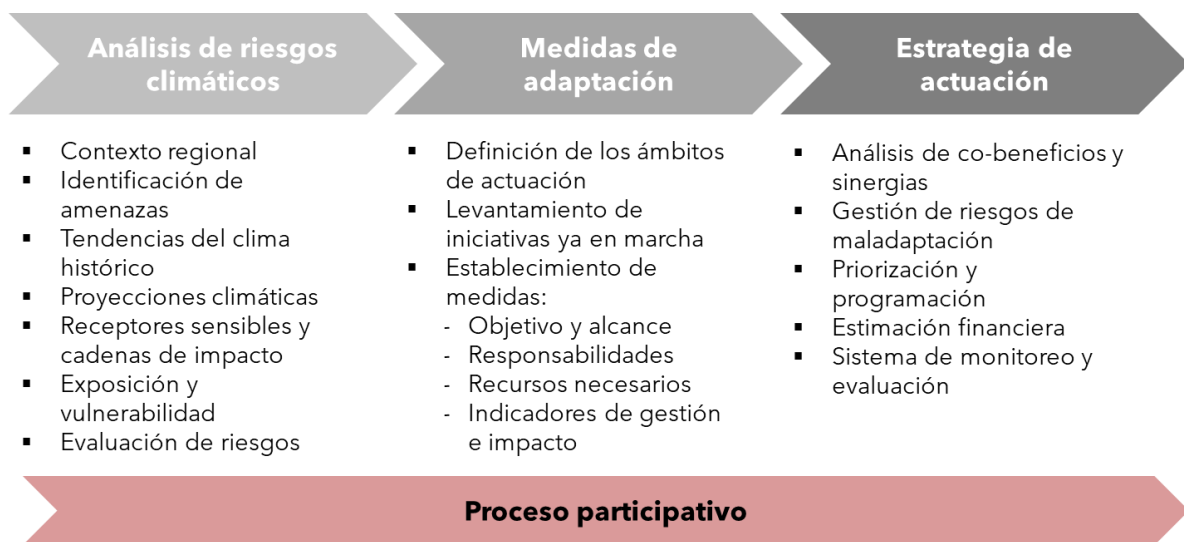 Análisis de riesgos
climáticos
▪ Contexto regional
▪ Identificación de
amenazas
▪ Tendencias del clima
histórico
▪ Proyecciones climáticas
▪ Receptores sensibles y
cadenas de impacto
▪ Exposición y
vulnerabilidad
▪ Evaluación de riesgos
Medidas de
adaptación
▪ Definición de los ámbitos
de actuación
▪ Levantamiento de
iniciativas ya en marcha
▪ Establecimiento de
medidas:
- Objetivo y alcance
- Responsabilidades
- Recursos necesarios
- Indicadores de gestión
e impacto
Estrategia de
actuación
▪ Análisis de co-beneficios y
sinergias
▪ Gestión de riesgos de
maladaptación
▪ Priorización y
programación
▪ Estimación financiera
▪ Sistema de monitoreo y
evaluación
Proceso participativo